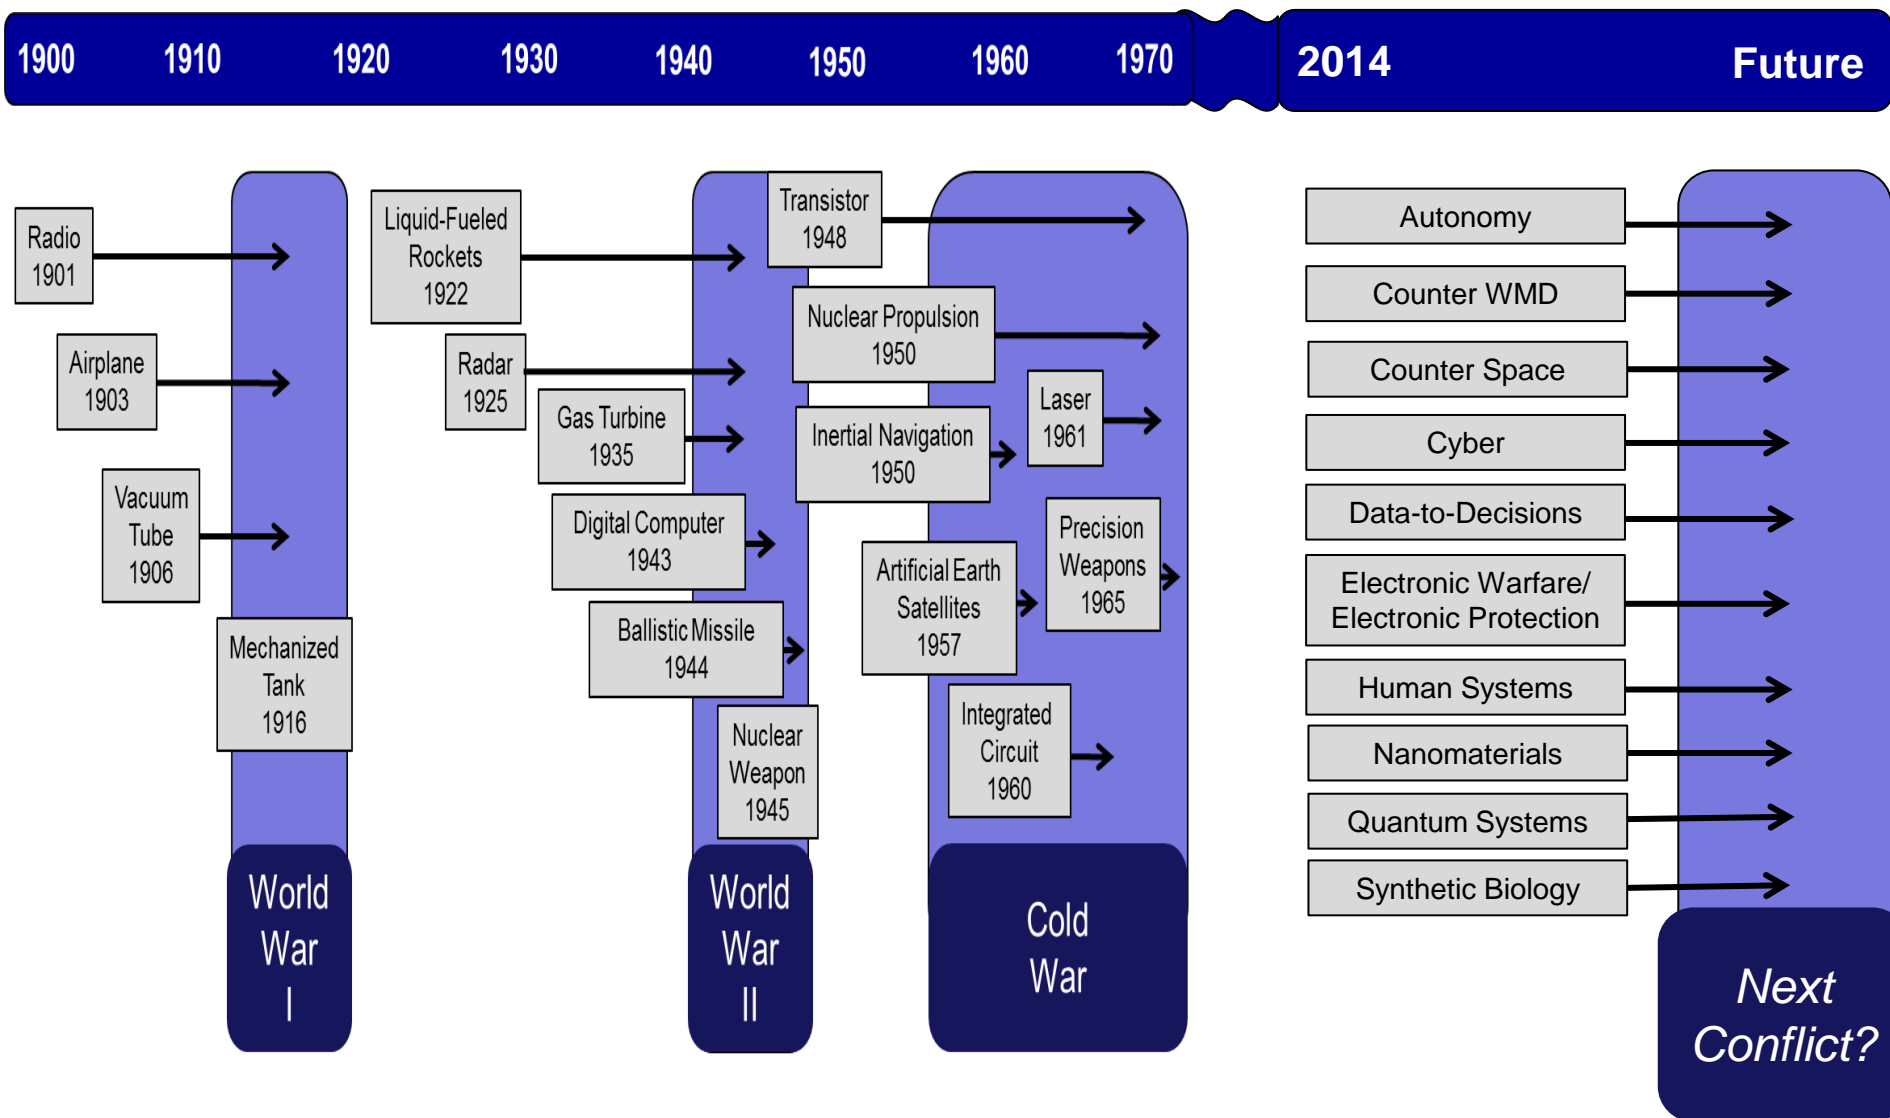 1900 1910 1920 1930 1940 1950 1960 1970 2014 Future
Radio
1901
Airplane
1903
Vacuum
Tube
1906
Mechanized
Tank
1916
World
War
I
Liquid-Fueled
Rockets
1922
Radar
1925
Gas Turbine
1935
Digital Computer
1943
Ballistic Missile
1944
Nuclear
Weapon
1945
World
War
II
Transistor
1948
Nuclear Propulsion
1950
Inertial Navigation
1950
Laser
1961
Precision
Weapons
1965
Artificial Earth
Satellites
1957
Integrated
Circuit
1960
Cold
War
Autonomy
Counter WMD
Counter Space
Cyber
Data-to-Decisions
Electronic Warfare/
Electronic Protection
Human Systems
Nanomaterials
Quantum Systems
Synthetic Biology
Next
Conflict?